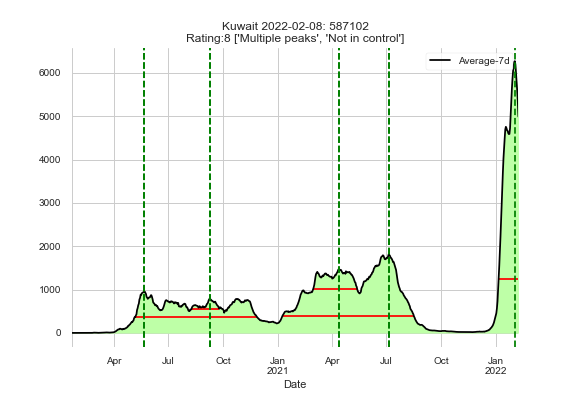 Kuwait 2022-02-08: 587102
Rating:8 ['Multiple peaks', 'Not in control']
Average-7d
6000
5000
4000
3000
2000
1000
0
Apr Jul Oct Jan Apr Jul Oct Jan
2021 2022
Date